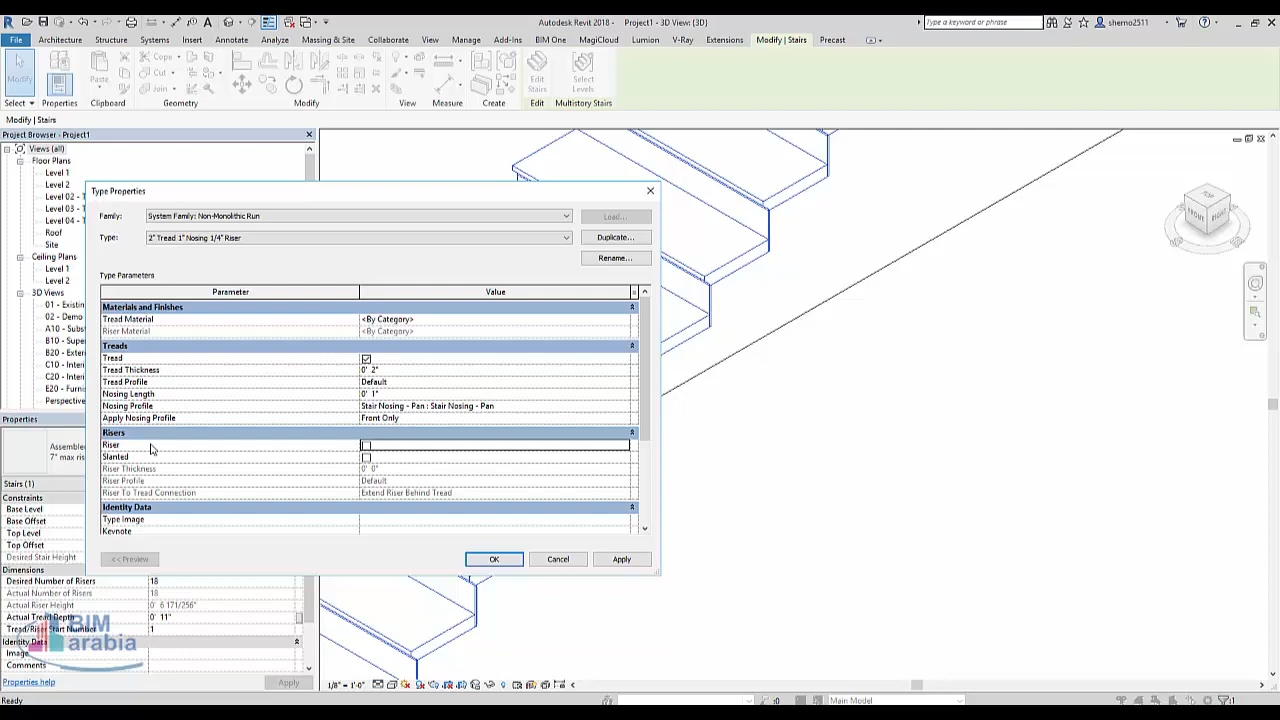 Autodesk Revit 2018 - Project1 - 3D View: {3D}
Type a keyword or phrase
sherno2511
File Architecture Structure Systems Insert Annotate Analyze Massing & Site Collaborate View Manage Add-Ins BIM One MagiCloud Lumion V-Ray Extensions Modify | Stairs Precast
Modify
Paste
Cope
Cut
Join
Edit Stairs
Select Levels
Select Properties Clipboard Geometry Modify View Measure Create Edit Multistory Stairs
Modify | Stairs
Project Browser - Project1
Views (all)
Floor Plans
Level 1
Level 2
Level 02 -
Level 03 -
Level 04 -
Roof
Site
Ceiling Plans
Level 1
Level 2
3D Views
01 - Existin
02 - Demo
A10 - Subs
B10 - Super
B20 - Exter
C10 - Interi
C20 - Interi
E20 - Furnis
Perspective
Type Properties
Family: System Family: Non-Monolithic Run Load...
Type: 2" Tread 1" Nosing 1/4" Riser Duplicate...
Rename...
Type Parameters
Parameter Value =
Materials and Finishes
Tread Material <By Category>
Riser Material <By Category>
Treads
Tread
Tread Thickness 0' 2"
Tread Profile Default
Nosing Length 0' 1"
Nosing Profile Stair Nosing - Pan : Stair Nosing - Pan
Apply Nosing Profile Front Only
Risers
Riser
Slanted
Riser Thickness 0' 0"
Riser Profile Default
Riser To Tread Connection Extend Riser Behind Tread
Identity Data
Type Image
Keynote
<< Preview OK Cancel Apply
Properties
Assemble
7" max ris
Stairs (1)
Constraints
Base Level
Base Offset
Top Level
Top Offset
Desired Stair Height
Dimensions
Desired Number of Risers 18
Actual Number of Risers 18
Actual Riser Height 0' 6 171/256"
Actual Tread Depth 0' 11"
Tread/Riser Start Number 1
Identity Data
Image
Comments
Properties help Apply
BIM
arabia
TOP
FRONT RIGHT
1/8" = 1'-0"
Ready :0 Main Model :1